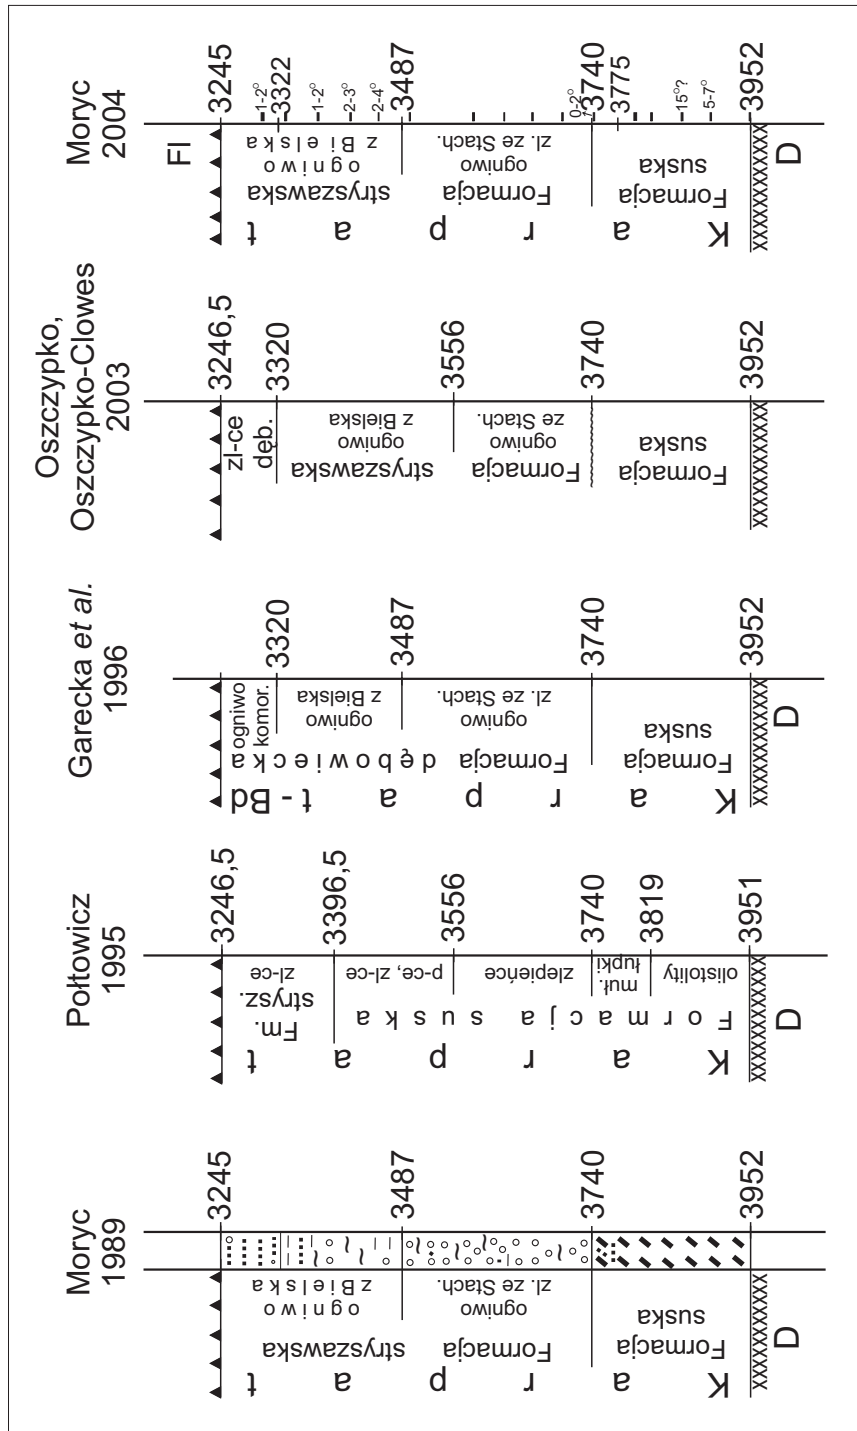 Moryc
1989
3245
3487
3740
3952
ogniwo
z Bielska
stryszawska
ogniwo
zl. ze Stach.
Formacja
Formacja
suska
K a r p a t
D
Połtowicz
1995
3246,5
3396,5
3556
3740
3819
3951
Fm.
strysz.
zl-ce
p-ce, zl-ce
zlepieńce
muł.
łupki
olistolity
Formacja suska
K a r p a t
D
Garecka et al.
1996
3320
3487
3740
3952
ogniwo
komor.
ogniwo
z Bielska
ogniwo
zl. ze Stach.
Formacja dębowiecka
Formacja
suska
K a r p a t - Bd
D
Oszczypko,
Oszczypko-Clowes
2003
3246,5
3320
3556
3740
3952
zl-ce
dęb.
ogniwo
z Bielska
stryszawska
ogniwo
ze Stach.
Formacja
Formacja
suska
Moryc
2004
3245
1-2°
3322
1-2°
2-3°
2-4°
3487
0-2°
3740
3775
15°?
5-7°
3952
Fl
ogniwo
z Bielska
stryszawska
ogniwo
zl. ze Stach.
Formacja
Formacja
suska
K a r p a t
D